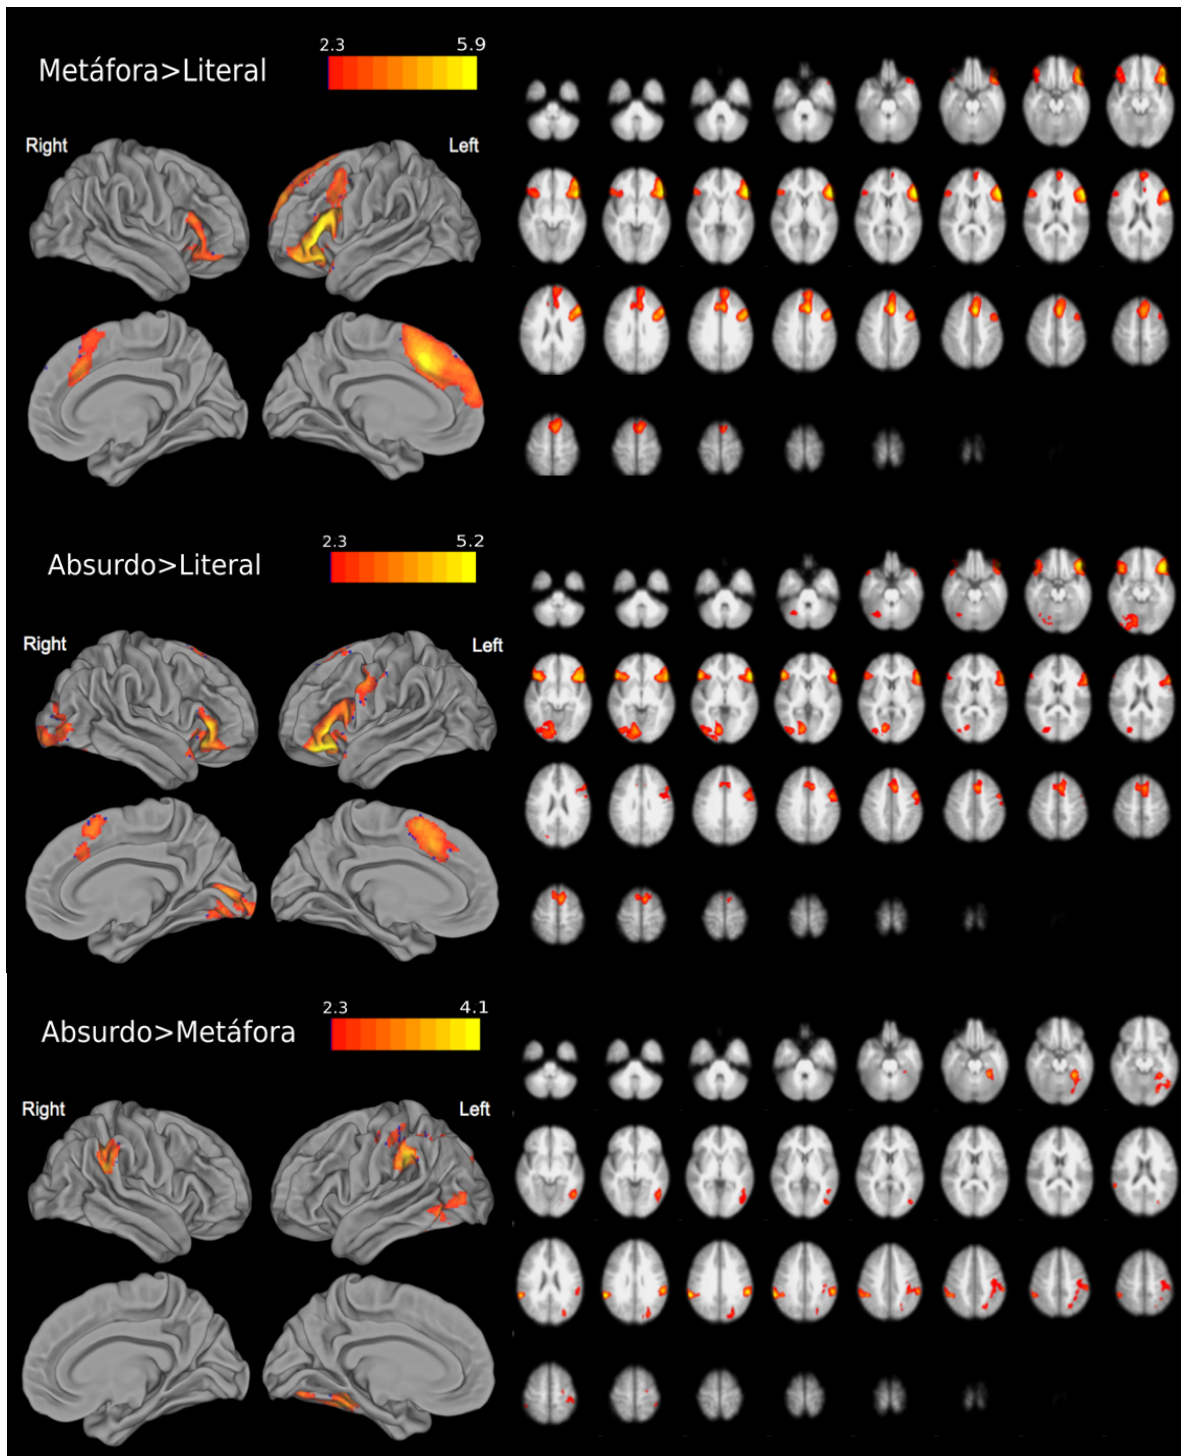 2.3 5.9
Metáfora>Literal
Right Left
2.3 5.2
Absurdo>Literal
Right Left
2.3 4.1
Absurdo>Metáfora
Right Left